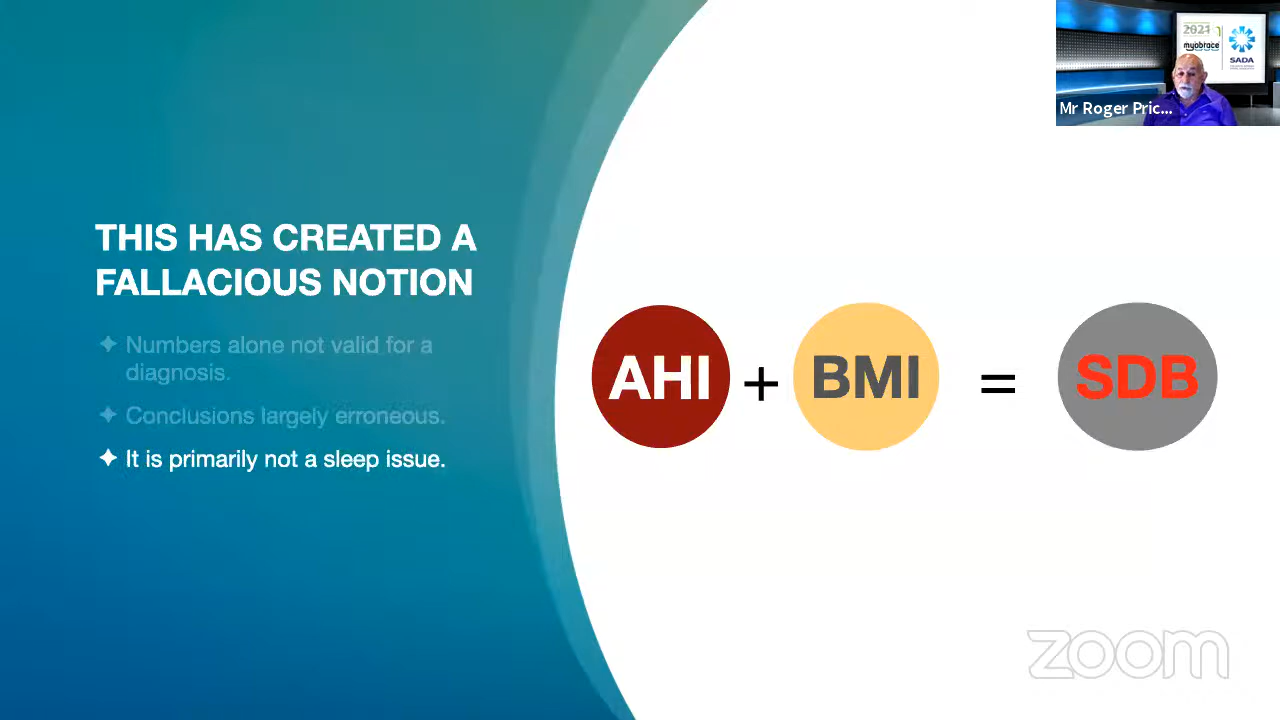 2021
myobrace
SADA
Mr Roger Pric...
THIS HAS CREATED A
FALLACIOUS NOTION
✦ Numbers alone not valid for a
diagnosis.
✦ Conclusions largely erroneous.
✦ It is primarily not a sleep issue.
AHI + BMI = SDB
zoom